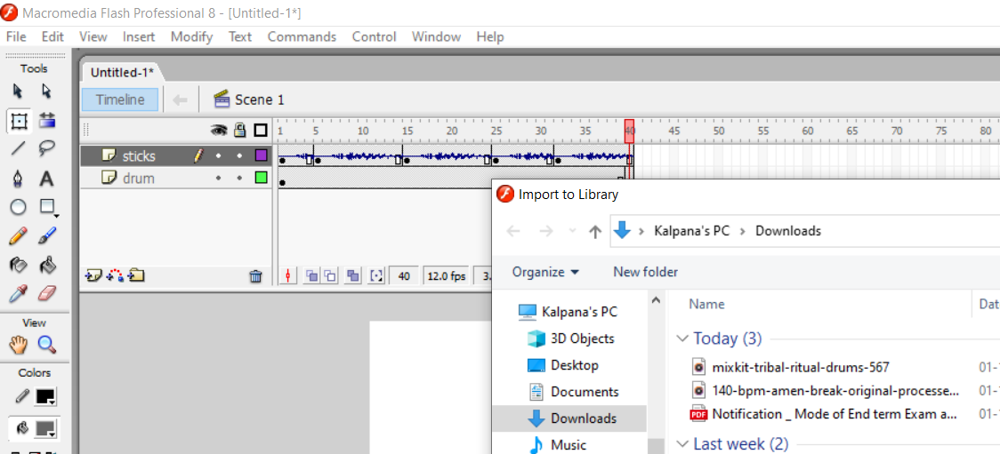 Macromedia Flash Professional 8 - [Untitled-1*]
File Edit View Insert Modify Text Commands Control Window Help
Tools
Untitled-1*
Timeline
Scene 1
1 5 10 15 20 25 30 35 40 45 50 55 60 65 70 75 80
sticks
drum
40 12.0 fps 3.
View
Colors
Import to Library
Kalpana's PC > Downloads
Organize New folder
Kalpana's PC
3D Objects
Desktop
Documents
Downloads
Music
Name Dat
Today (3)
mixkit-tribal-ritual-drums-567 01-
140-bpm-amen-break-original-processe... 01-
PDF Notification _ Mode of End term Exam a... 01-
Last week (2)